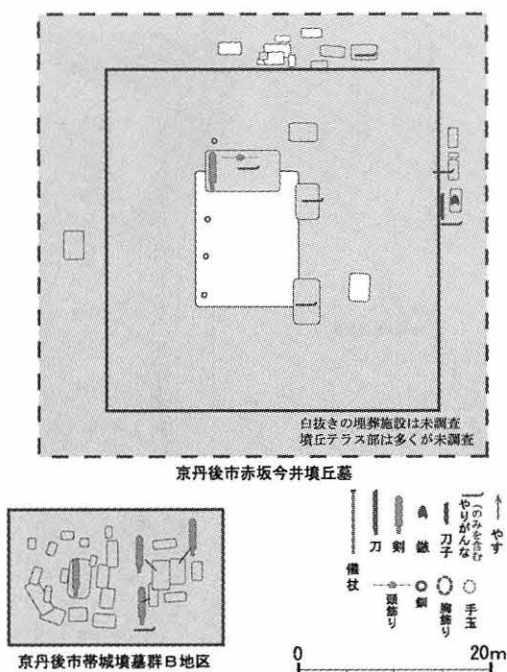 白抜きの埋葬施設は未調査
墳丘テラス部は多くが未調査
京丹後市赤坂今井墳丘墓
やす
やりがんな
(のみを含む)
刀子
鏃
剣
刀
儀杖
手玉
胸飾り
釧
頭飾り
京丹後市帯城墳墓群B地区
0 20m